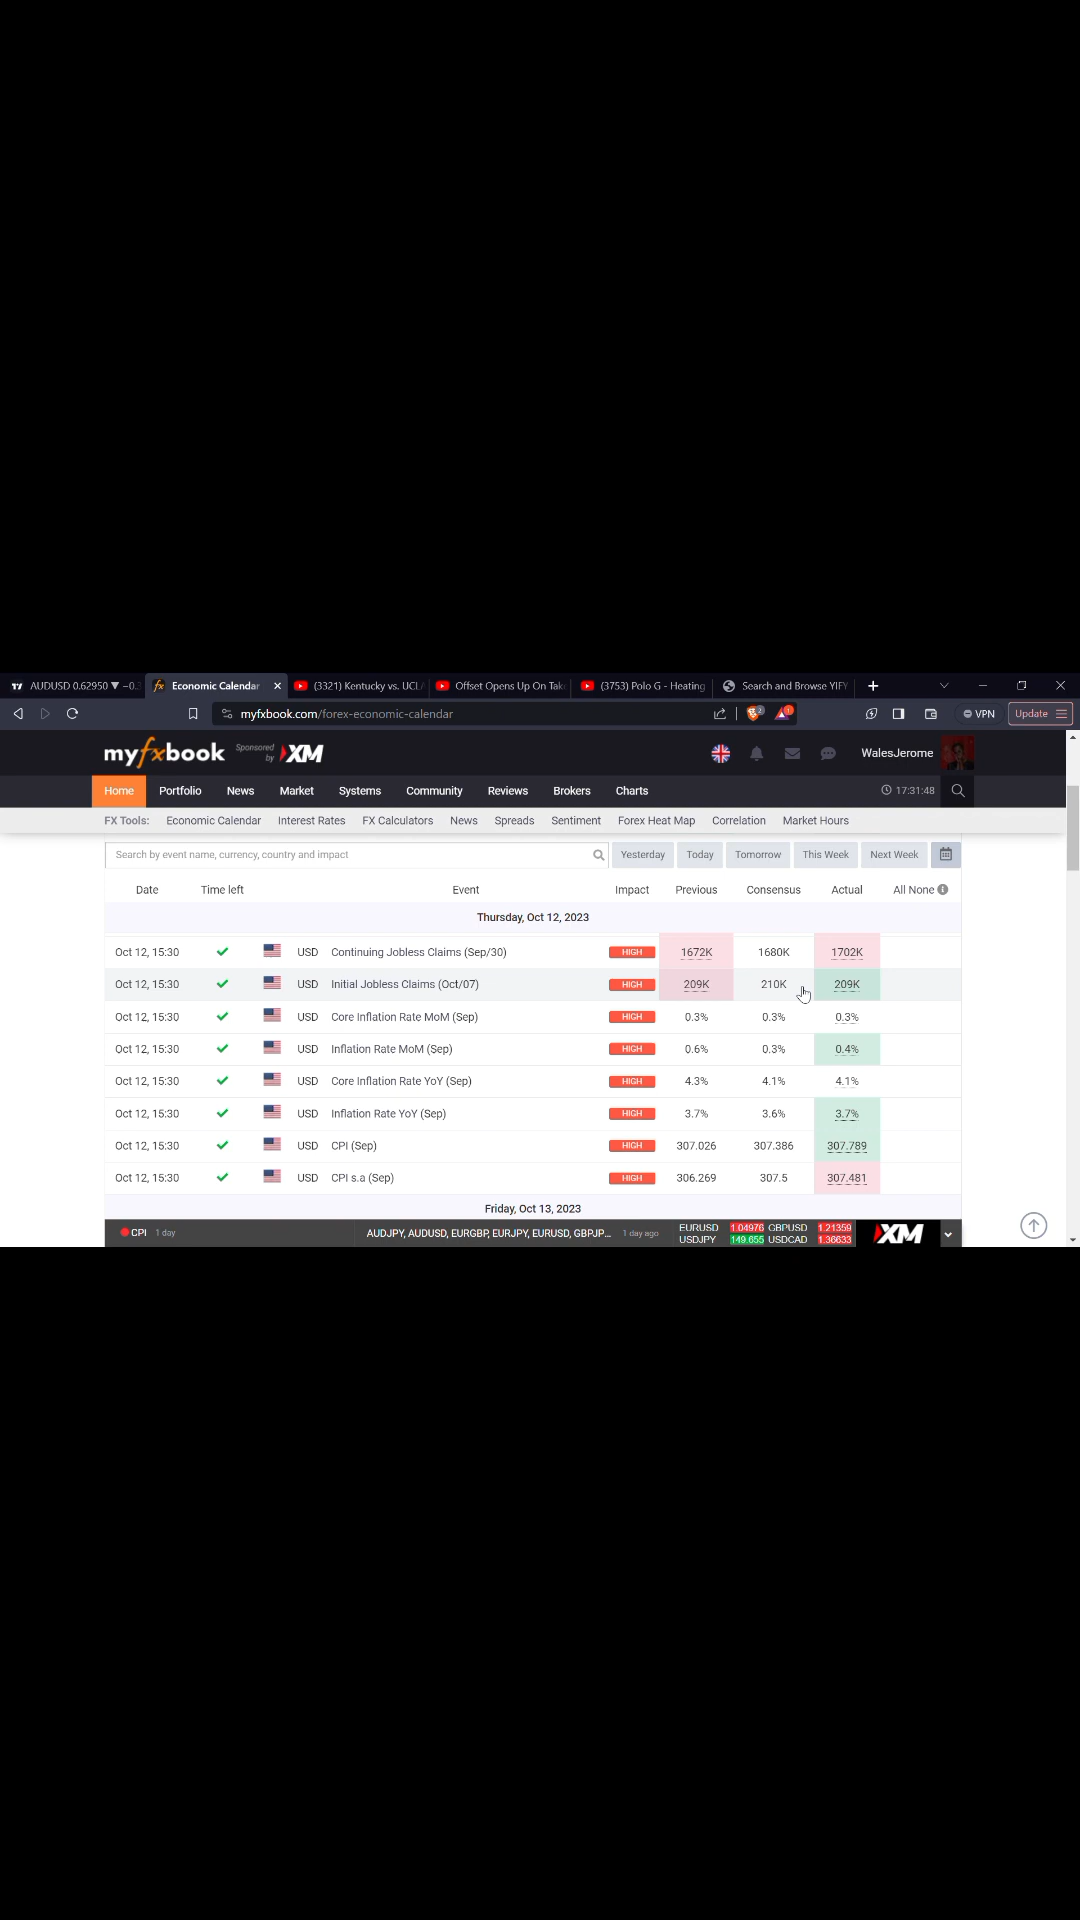 AUDUSD 0.62950 ▼ −0.
Economic Calendar
(3321) Kentucky vs. UCL
Offset Opens Up On Tak
(3753) Polo G - Heating
Search and Browse YIFY
myfxbook.com/forex-economic-calendar
2
1
VPN
Update
myfxbook
Sponsored by XM
WalesJerome
Home Portfolio News Market Systems Community Reviews Brokers Charts 17:31:48
FX Tools: Economic Calendar Interest Rates FX Calculators News Spreads Sentiment Forex Heat Map Correlation Market Hours
Search by event name, currency, country and impact Yesterday Today Tomorrow This Week Next Week
Date Time left Event Impact Previous Consensus Actual All None
Thursday, Oct 12, 2023
Oct 12, 15:30 USD Continuing Jobless Claims (Sep/30) HIGH 1672K 1680K 1702K
Oct 12, 15:30 USD Initial Jobless Claims (Oct/07) HIGH 209K 210K 209K
Oct 12, 15:30 USD Core Inflation Rate MoM (Sep) HIGH 0.3% 0.3% 0.3%
Oct 12, 15:30 USD Inflation Rate MoM (Sep) HIGH 0.6% 0.3% 0.4%
Oct 12, 15:30 USD Core Inflation Rate YoY (Sep) HIGH 4.3% 4.1% 4.1%
Oct 12, 15:30 USD Inflation Rate YoY (Sep) HIGH 3.7% 3.6% 3.7%
Oct 12, 15:30 USD CPI (Sep) HIGH 307.026 307.386 307.789
Oct 12, 15:30 USD CPI s.a (Sep) HIGH 306.269 307.5 307.481
Friday, Oct 13, 2023
CPI 1 day AUDJPY, AUDUSD, EURGBP, EURJPY, EURUSD, GBPJP... 1 day ago
EURUSD 1.04976 GBPUSD 1.21359
USDJPY 149.655 USDCAD 1.36633
XM